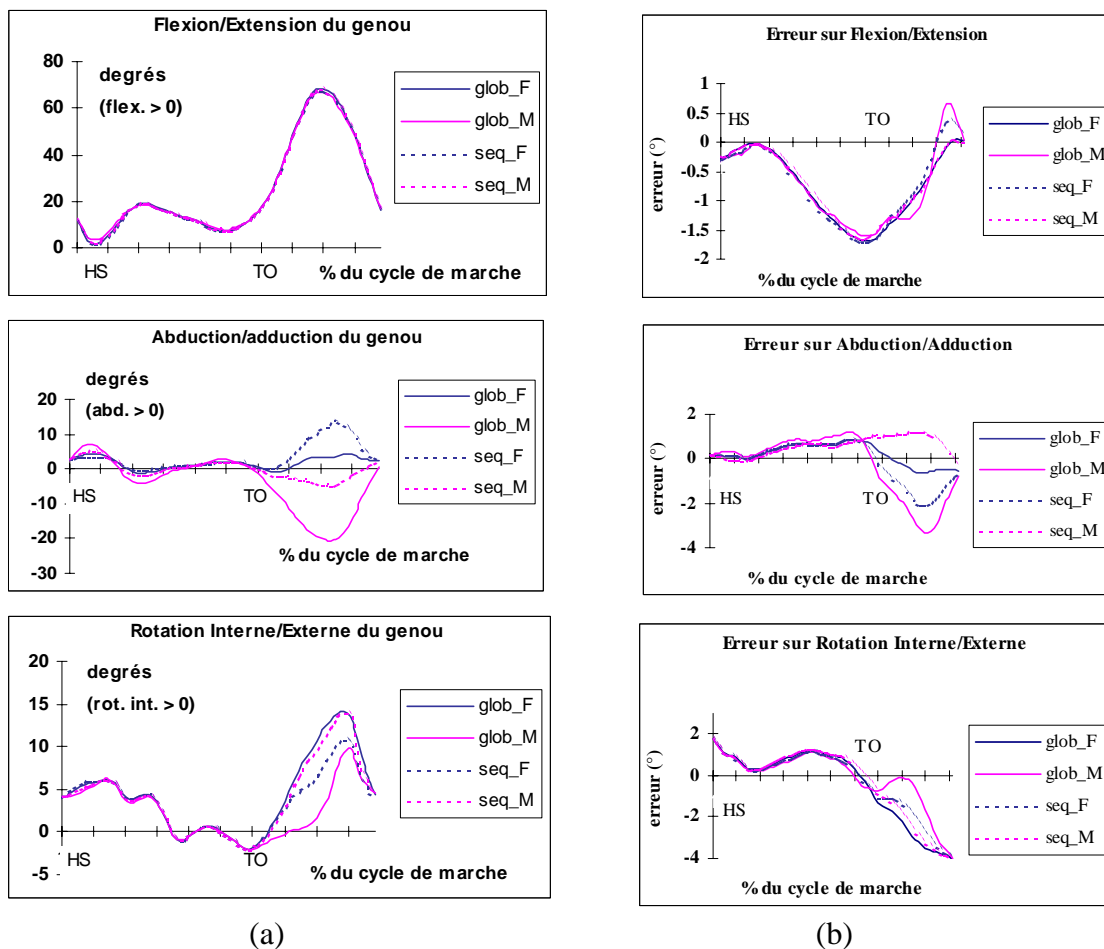 Flexion/Extension du genou
80
60
40
20
0
degrés
(flex. > 0)
HS
TO
% du cycle de marche
glob_F
glob_M
seq_F
seq_M
Erreur sur Flexion/Extension
1
0.5
0
-0.5
-1
-1.5
-2
erreur (°)
HS
TO
% du cycle de marche
glob_F
glob_M
seq_F
seq_M
Abduction/adduction du genou
20
10
0
-10
-20
-30
degrés
(abd. > 0)
HS
TO
% du cycle de marche
glob_F
glob_M
seq_F
seq_M
Erreur sur Abduction/Adduction
2
0
-2
-4
erreur (°)
HS
TO
% du cycle de marche
glob_F
glob_M
seq_F
seq_M
Rotation Interne/Externe du genou
20
15
10
5
0
-5
degrés
(rot. int. > 0)
HS
TO
% du cycle de marche
glob_F
glob_M
seq_F
seq_M
Erreur sur Rotation Interne/Externe
2
0
-2
-4
erreur (°)
HS
TO
% du cycle de marche
glob_F
glob_M
seq_F
seq_M
(a)
(b)